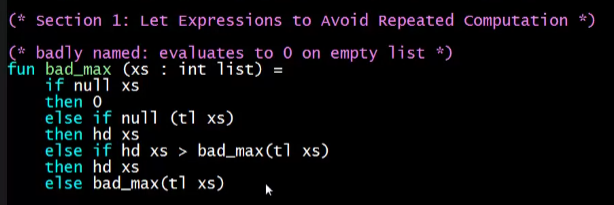 (* Section 1: Let Expressions to Avoid Repeated Computation *)
(* badly named: evaluates to 0 on empty list *)
fun bad_max (xs : int list) =
    if null xs
    then 0
    else if null (tl xs)
    then hd xs
    else if hd xs > bad_max(tl xs)
    then hd xs
    else bad_max(tl xs)